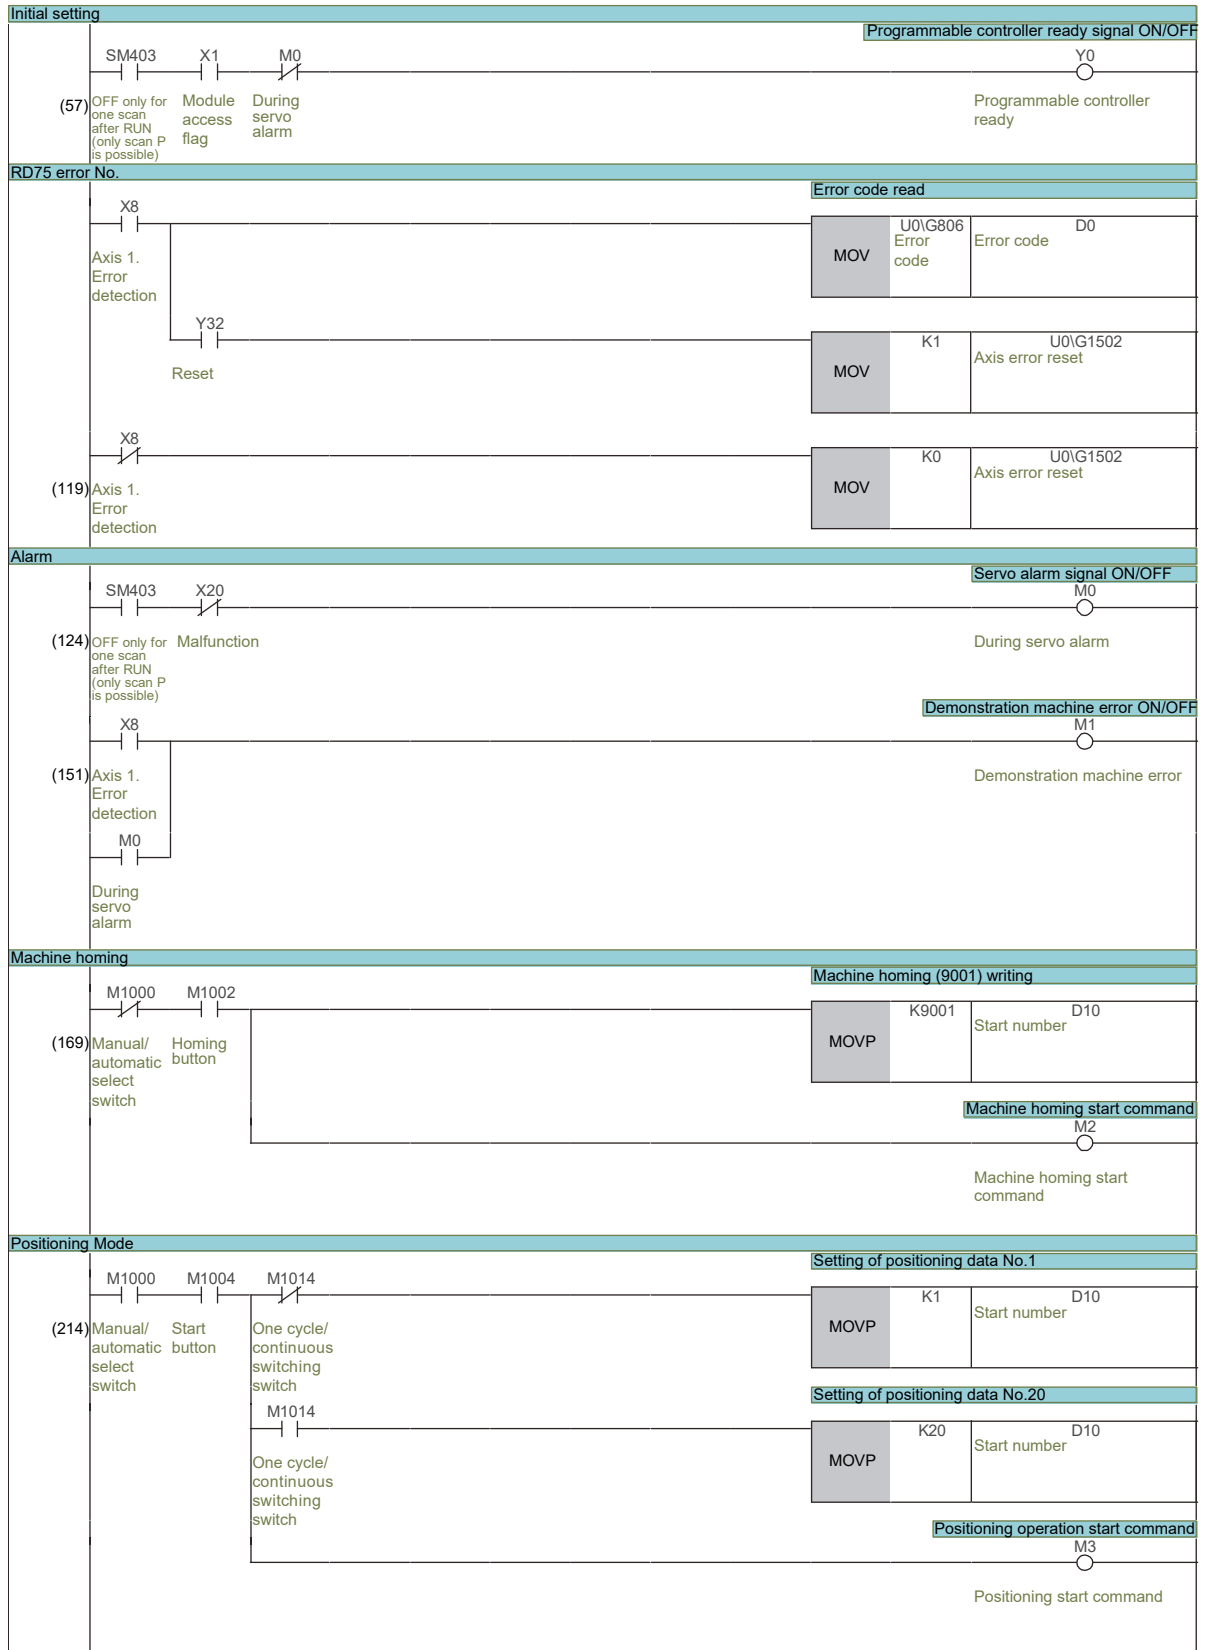 Initial setting
Programmable controller ready signal ON/OFF
SM403 X1 M0 Y0
(57)
OFF only for
one scan
after RUN
(only scan P
is possible)
Module
access
flag
During
servo
alarm
Programmable controller
ready
RD75 error No.
Error code read
X8
Axis 1.
Error
detection
MOV
U0\G806
Error
code
D0
Error code
Y32
Reset
MOV
K1
U0\G1502
Axis error reset
X8
(119)
Axis 1.
Error
detection
MOV
K0
U0\G1502
Axis error reset
Alarm
Servo alarm signal ON/OFF
SM403 X20 M0
(124)
OFF only for
one scan
after RUN
(only scan P
is possible)
Malfunction
During servo alarm
Demonstration machine error ON/OFF
X8 M1
(151)
Axis 1.
Error
detection
Demonstration machine error
M0
During
servo
alarm
Machine homing
Machine homing (9001) writing
M1000 M1002
(169)
Manual/
automatic
select
switch
Homing
button
MOVP
K9001
D10
Start number
Machine homing start command
M2
Machine homing start
command
Positioning Mode
Setting of positioning data No.1
M1000 M1004 M1014
(214)
Manual/
automatic
select
switch
Start
button
One cycle/
continuous
switching
switch
MOVP
K1
D10
Start number
Setting of positioning data No.20
M1014
One cycle/
continuous
switching
switch
MOVP
K20
D10
Start number
Positioning operation start command
M3
Positioning start command